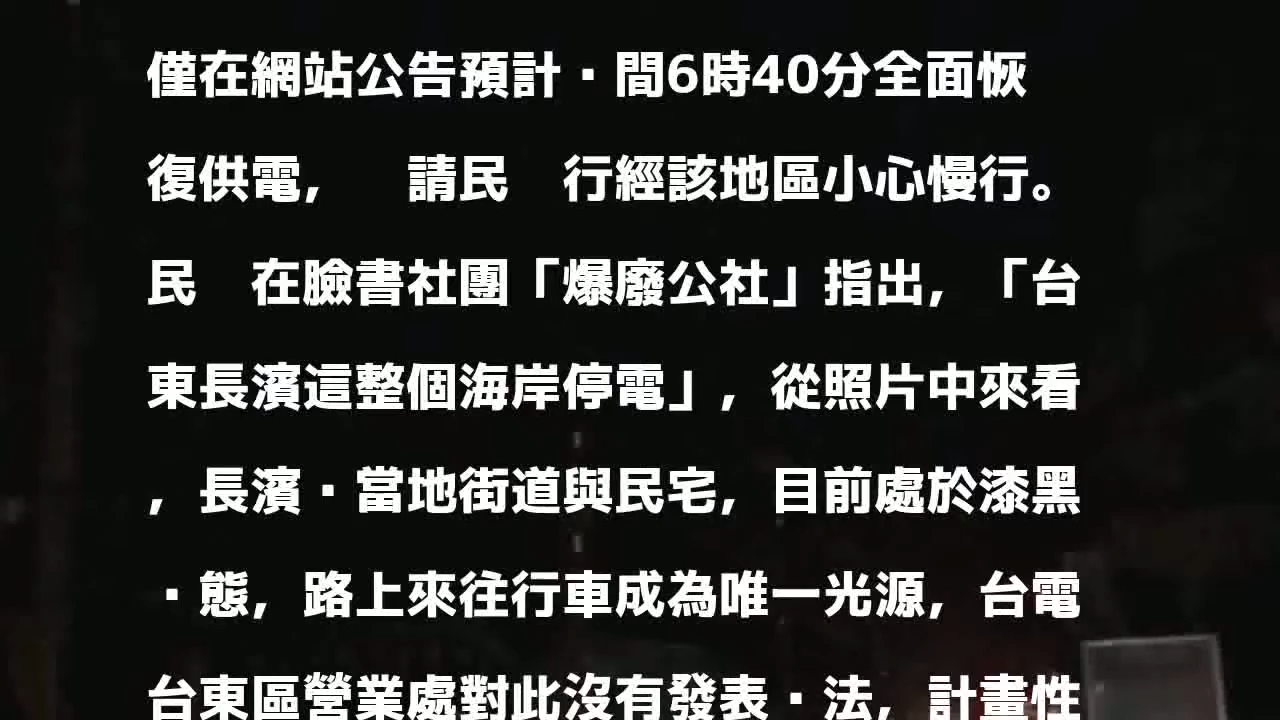 僅在網站公告預計·間6時40分全面恢
復供電,　請民　行經該地區小心慢行。
民　在臉書社團「爆廢公社」指出,「台
東長濱這整個海岸停電」,從照片中來看
,長濱·當地街道與民宅,目前處於漆黑
·態,路上來往行車成為唯一光源,台電
台東區營業處對此沒有發表·法,計畫性